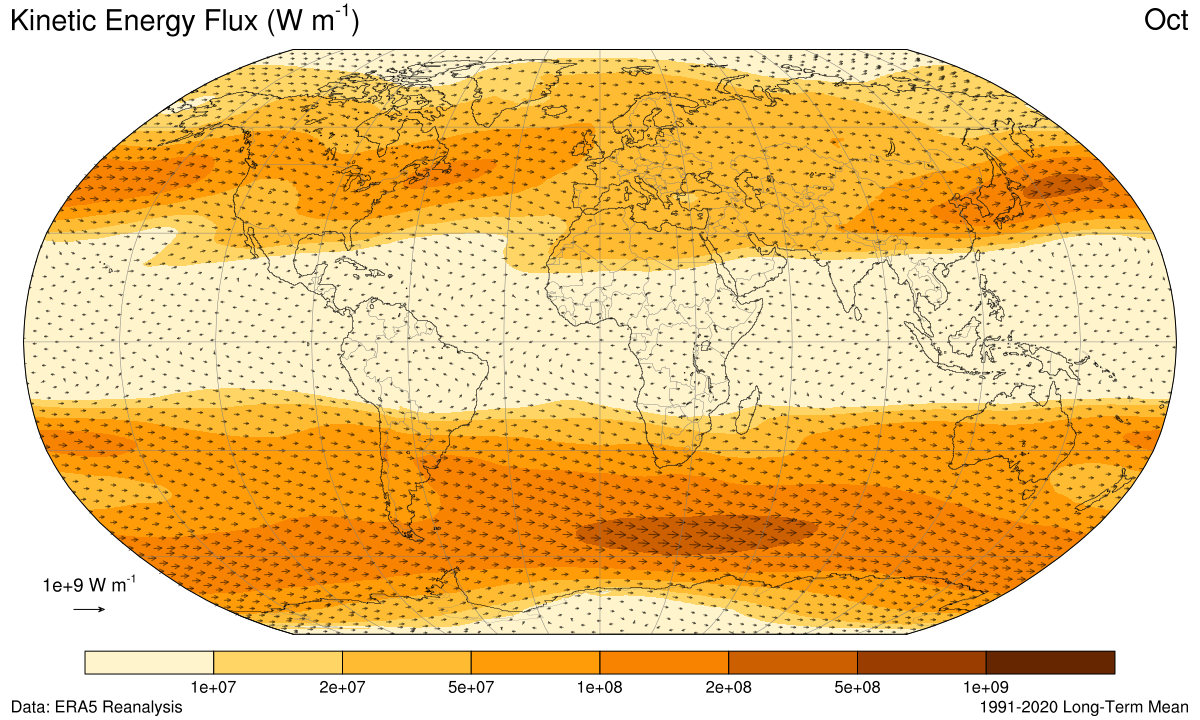 Kinetic Energy Flux (W m⁻¹)
Oct
1e+9 W m⁻¹
1e+07 2e+07 5e+07 1e+08 2e+08 5e+08 1e+09
Data: ERA5 Reanalysis
1991-2020 Long-Term Mean